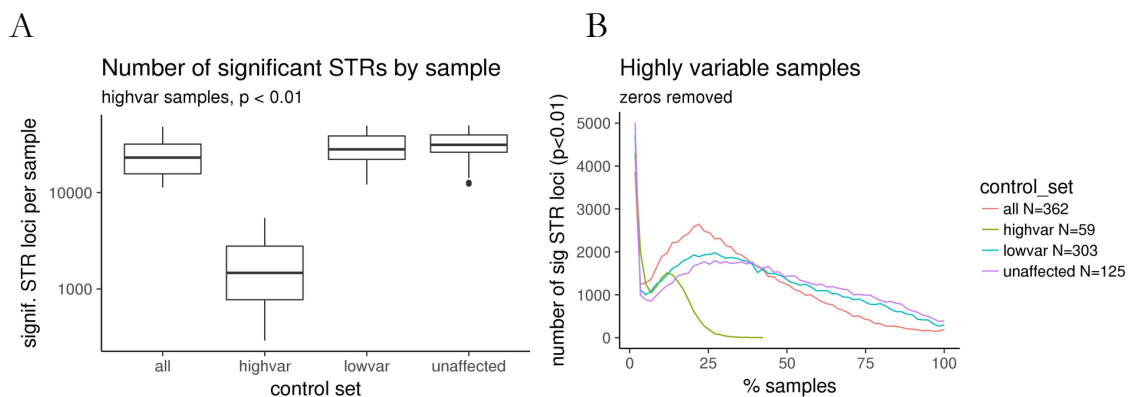 A
Number of significant STRs by sample
highvar samples, p < 0.01
signif. STR loci per sample
10000
1000
all
highvar
lowvar
unaffected
control set
B
Highly variable samples
zeros removed
number of sig STR loci (p<0.01)
5000
4000
3000
2000
1000
0
0
25
50
75
100
% samples
control_set
all N=362
highvar N=59
lowvar N=303
unaffected N=125